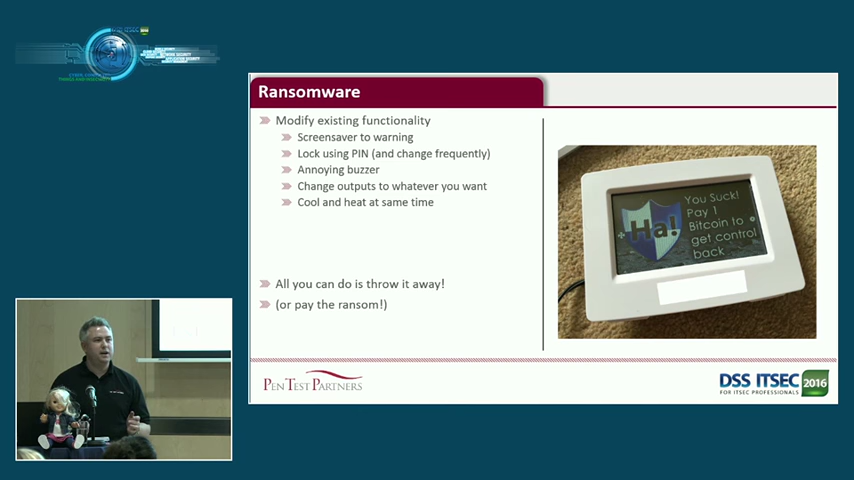 DSS ITSEC
Ransomware
Modify existing functionality
Screensaver to warning
Lock using PIN (and change frequently)
Annoying buzzer
Change outputs to whatever you want
Cool and heat at same time
All you can do is throw it away!
(or pay the ransom!)
Ha!
You Suck!
Pay 1
Bitcoin to
get control
back
PEN TEST PARTNERS
DSS ITSEC 2016
FOR ITSEC PROFESSIONALS